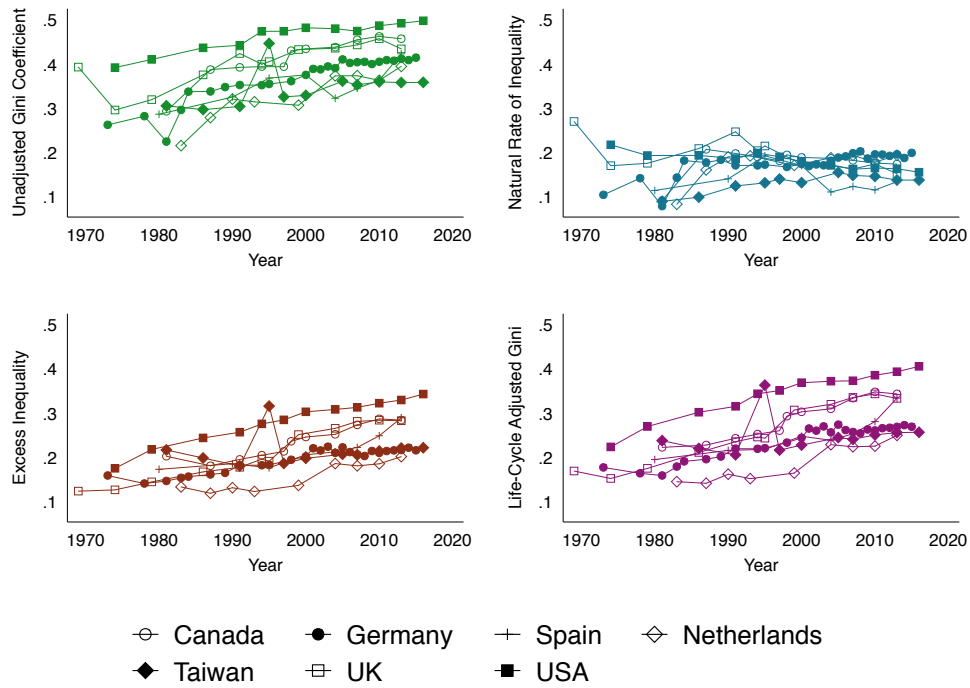 Unadjusted Gini Coefficient
.5
.4
.3
.2
.1
1970 1980 1990 2000 2010 2020
Year
Natural Rate of Inequality
.5
.4
.3
.2
.1
1970 1980 1990 2000 2010 2020
Year
Excess Inequality
.5
.4
.3
.2
.1
1970 1980 1990 2000 2010 2020
Year
Life-Cycle Adjusted Gini
.5
.4
.3
.2
.1
1970 1980 1990 2000 2010 2020
Year
Canada Germany Spain Netherlands
Taiwan UK USA